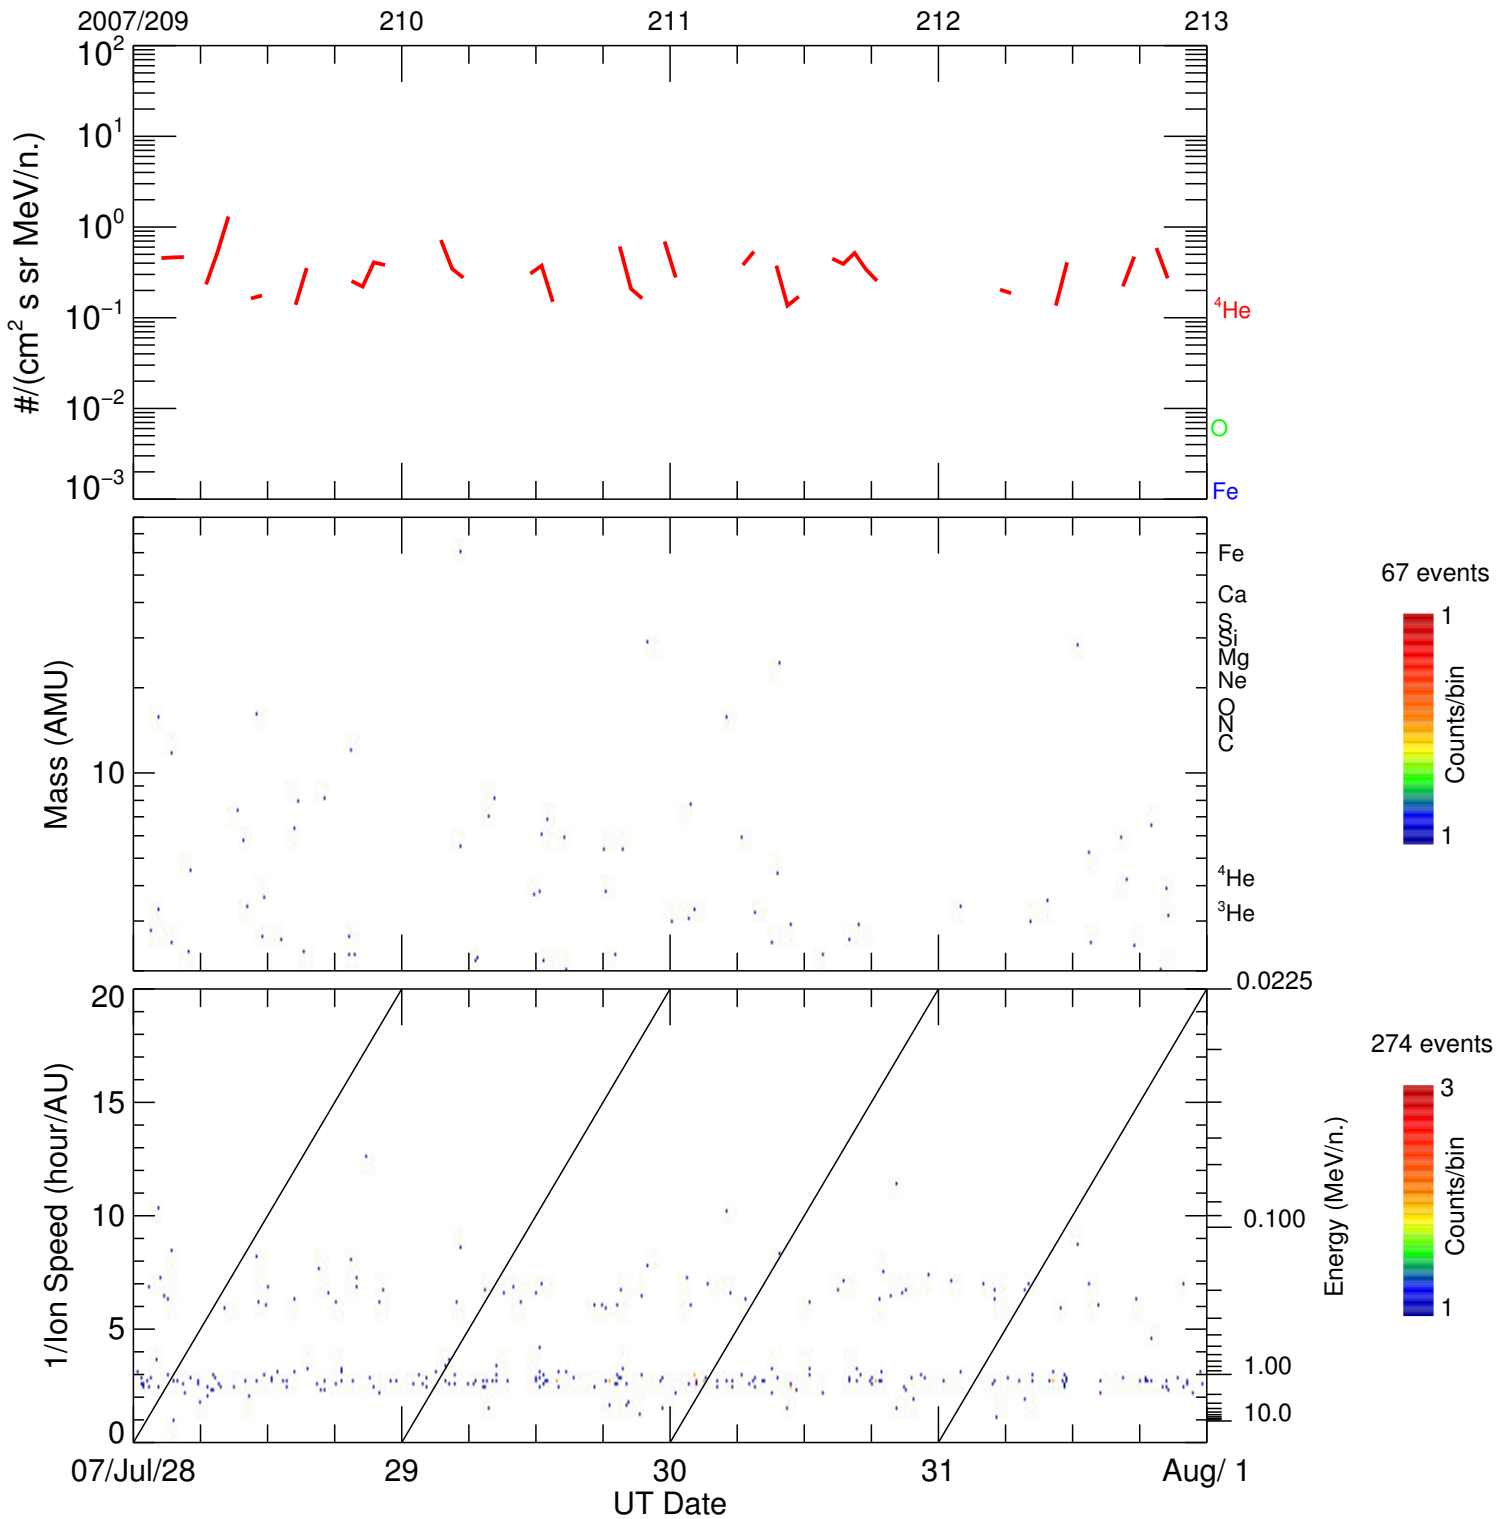 2007/209 210 211 212 213
10^2
10^1
10^0
10^-1
10^-2
10^-3
#/(cm^2 s sr MeV/n.)
^4He
O
Fe
Mass (AMU)
10
Fe
Ca
S
Si
Mg
Ne
O
N
C
^4He
^3He
67 events
1
Counts/bin
1
1/Ion Speed (hour/AU)
20
15
10
5
0
0.0225
0.100
1.00
10.0
Energy (MeV/n.)
274 events
3
Counts/bin
1
07/Jul/28 29 30 31 Aug/ 1
UT Date